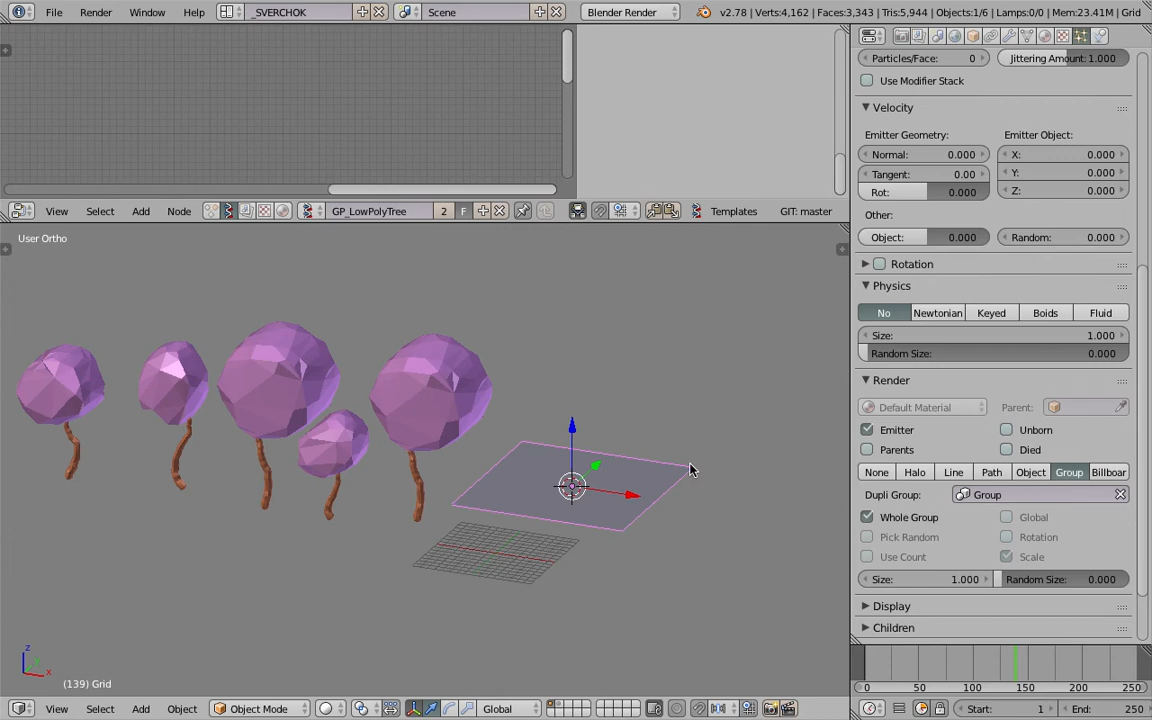 File Render Window Help _SVERCHOK Scene Blender Render v2.78 | Verts:4,162 | Faces:3,343 | Tris:5,944 | Objects:1/6 | Lamps:0/0 | Mem:23.41M | Grid
Particles/Face: 0 Jittering Amount: 1.000
Use Modifier Stack
Velocity
Emitter Geometry: Emitter Object:
Normal: 0.000 X: 0.000
Tangent: 0.00 Y: 0.000
Rot: 0.000 Z: 0.000
Other:
Object: 0.000 Random: 0.000
Rotation
Physics
No Newtonian Keyed Boids Fluid
Size: 1.000
Random Size: 0.000
Render
Default Material Parent:
Emitter Unborn
Parents Died
None Halo Line Path Object Group Billboar
Dupli Group: Group
Whole Group Global
Pick Random Rotation
Use Count Scale
Size: 1.000 Random Size: 0.000
Display
Children
View Select Add Node GP_LowPolyTree 2 F Templates GIT: master
User Ortho
z
x
(139) Grid
0 50 100 150 200 250
View Select Add Object Object Mode Global Start: 1 End: 250